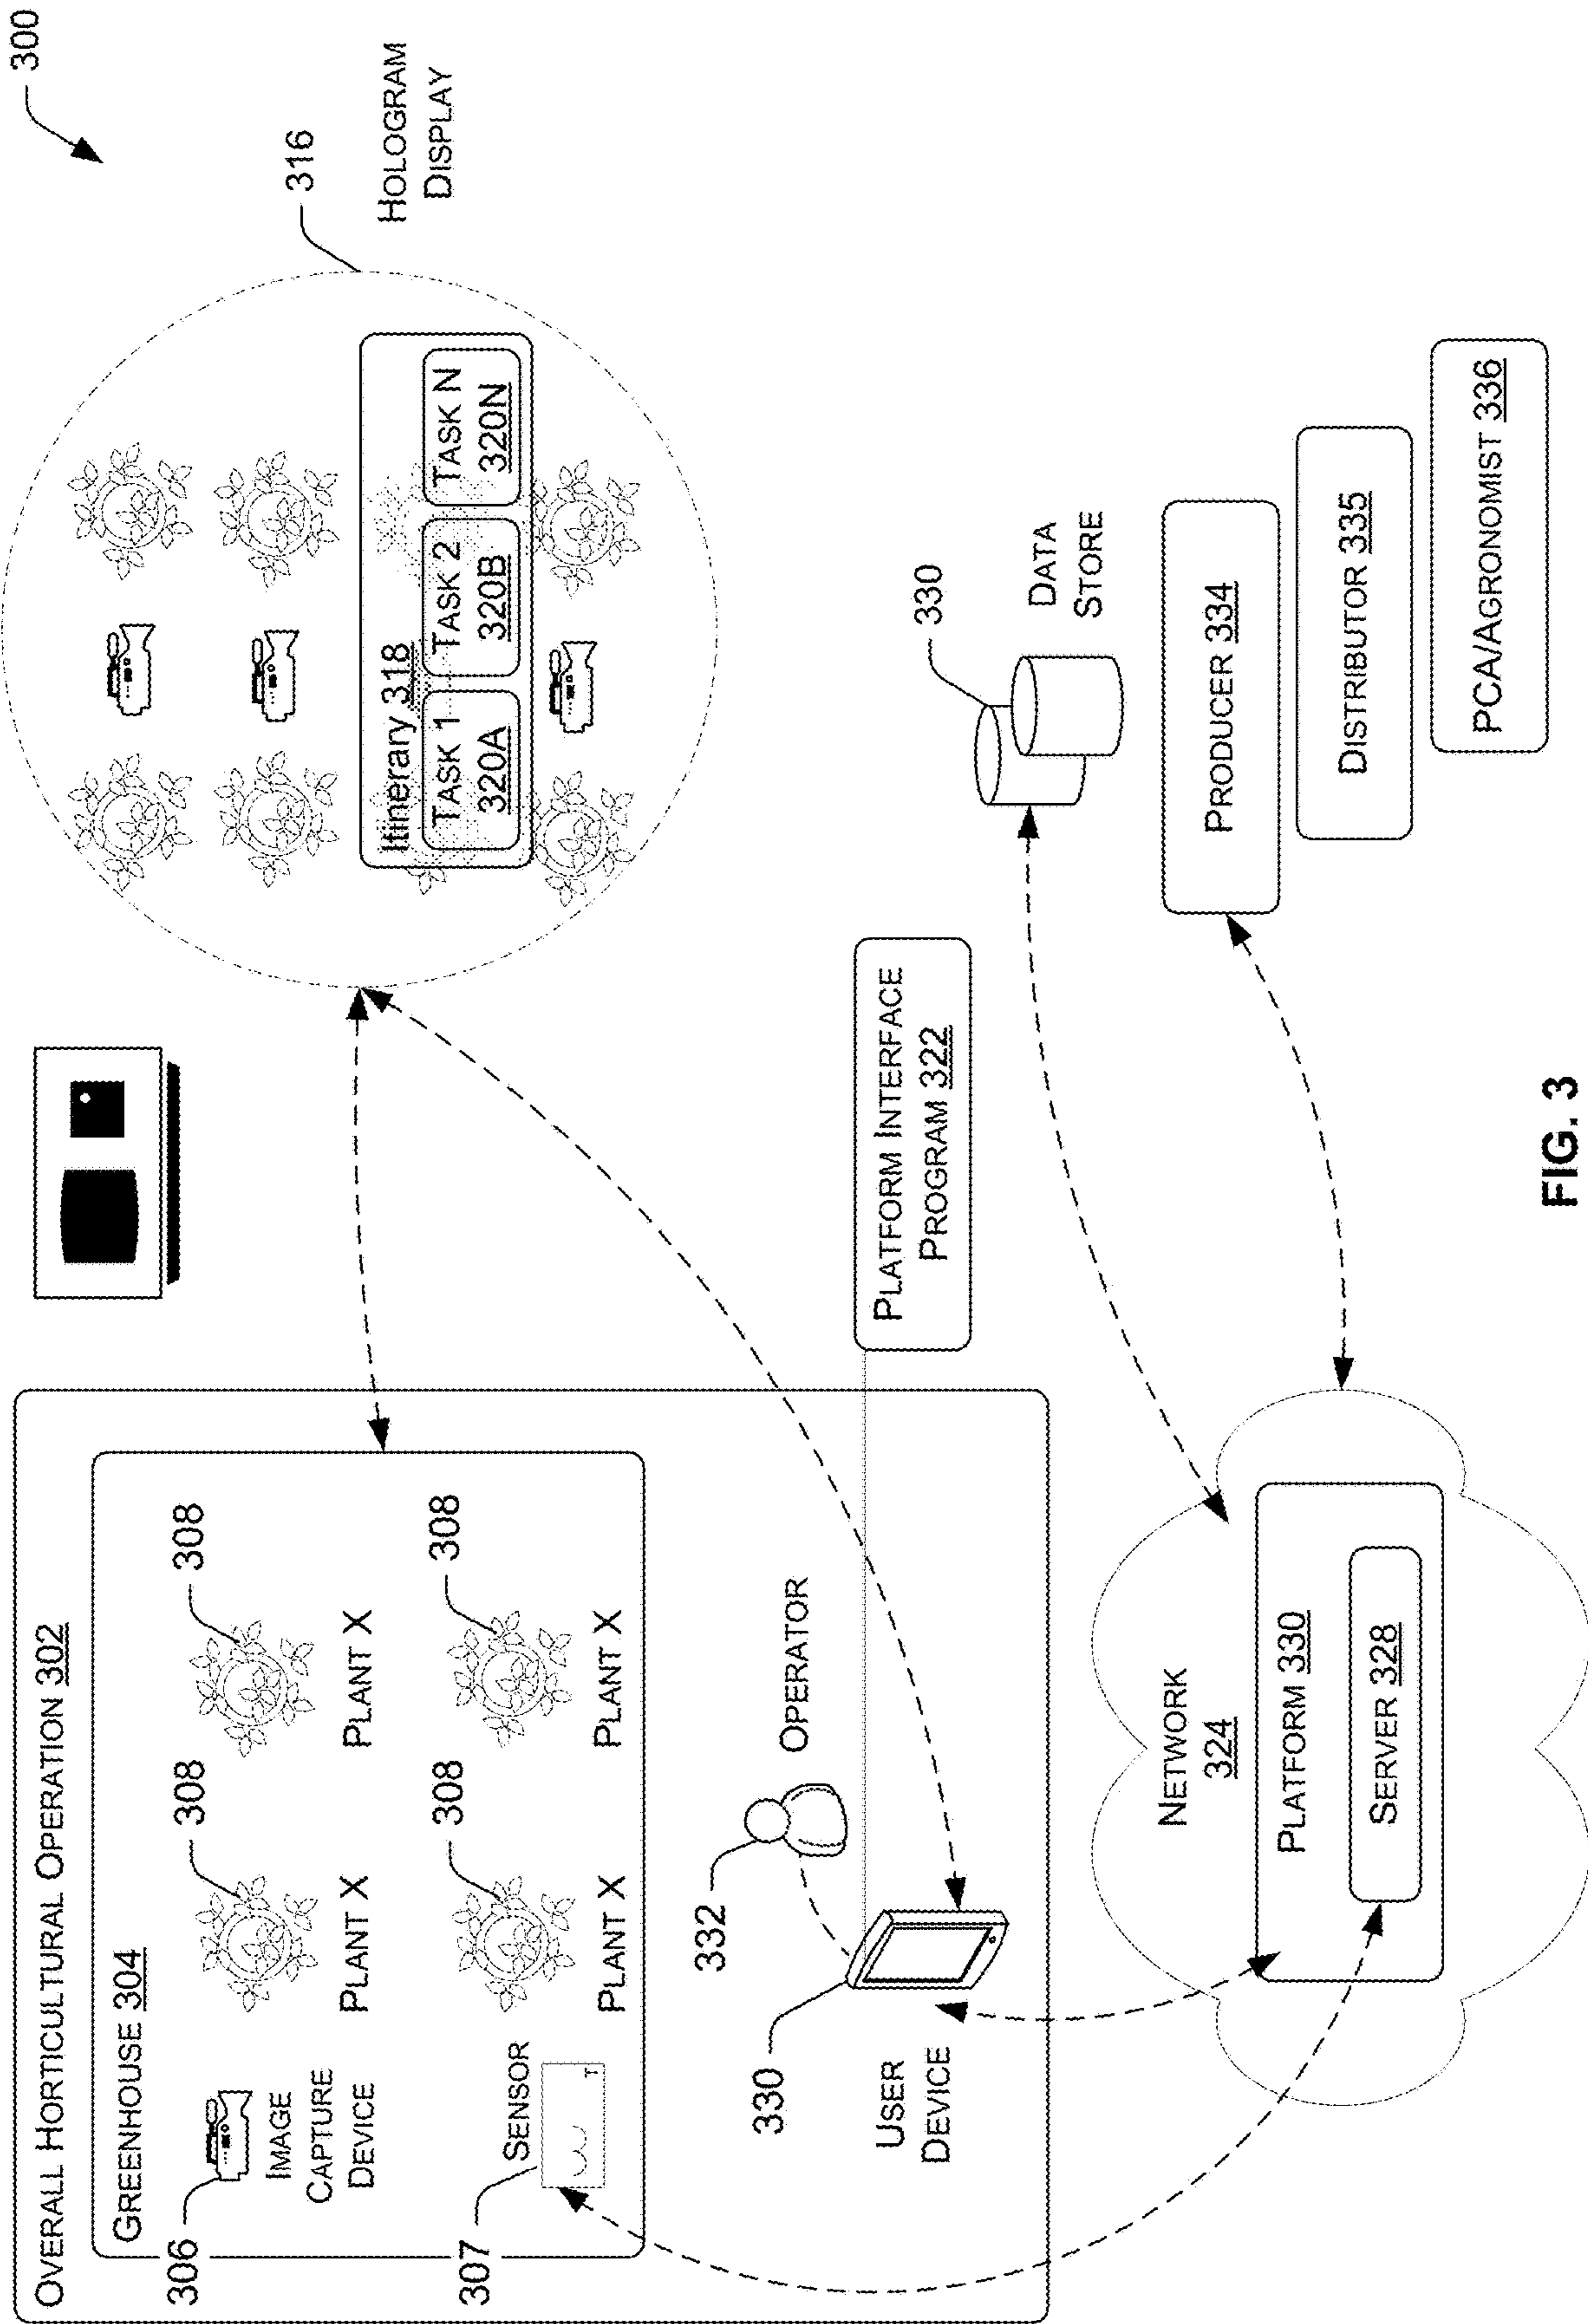 300
OVERALL HORTICULTURAL OPERATION 302
GREENHOUSE 304
306
IMAGE
CAPTURE
DEVICE
308
PLANT X
308
PLANT X
307
SENSOR
T
308
PLANT X
308
PLANT X
332
OPERATOR
330
USER
DEVICE
316
HOLOGRAM
DISPLAY
Itinerary 318
TASK 1
320A
TASK 2
320B
TASK N
320N
PLATFORM INTERFACE
PROGRAM 322
330
DATA
STORE
NETWORK
324
PLATFORM 330
SERVER 328
PRODUCER 334
DISTRIBUTOR 335
PCA/AGRONOMIST 336
FIG. 3